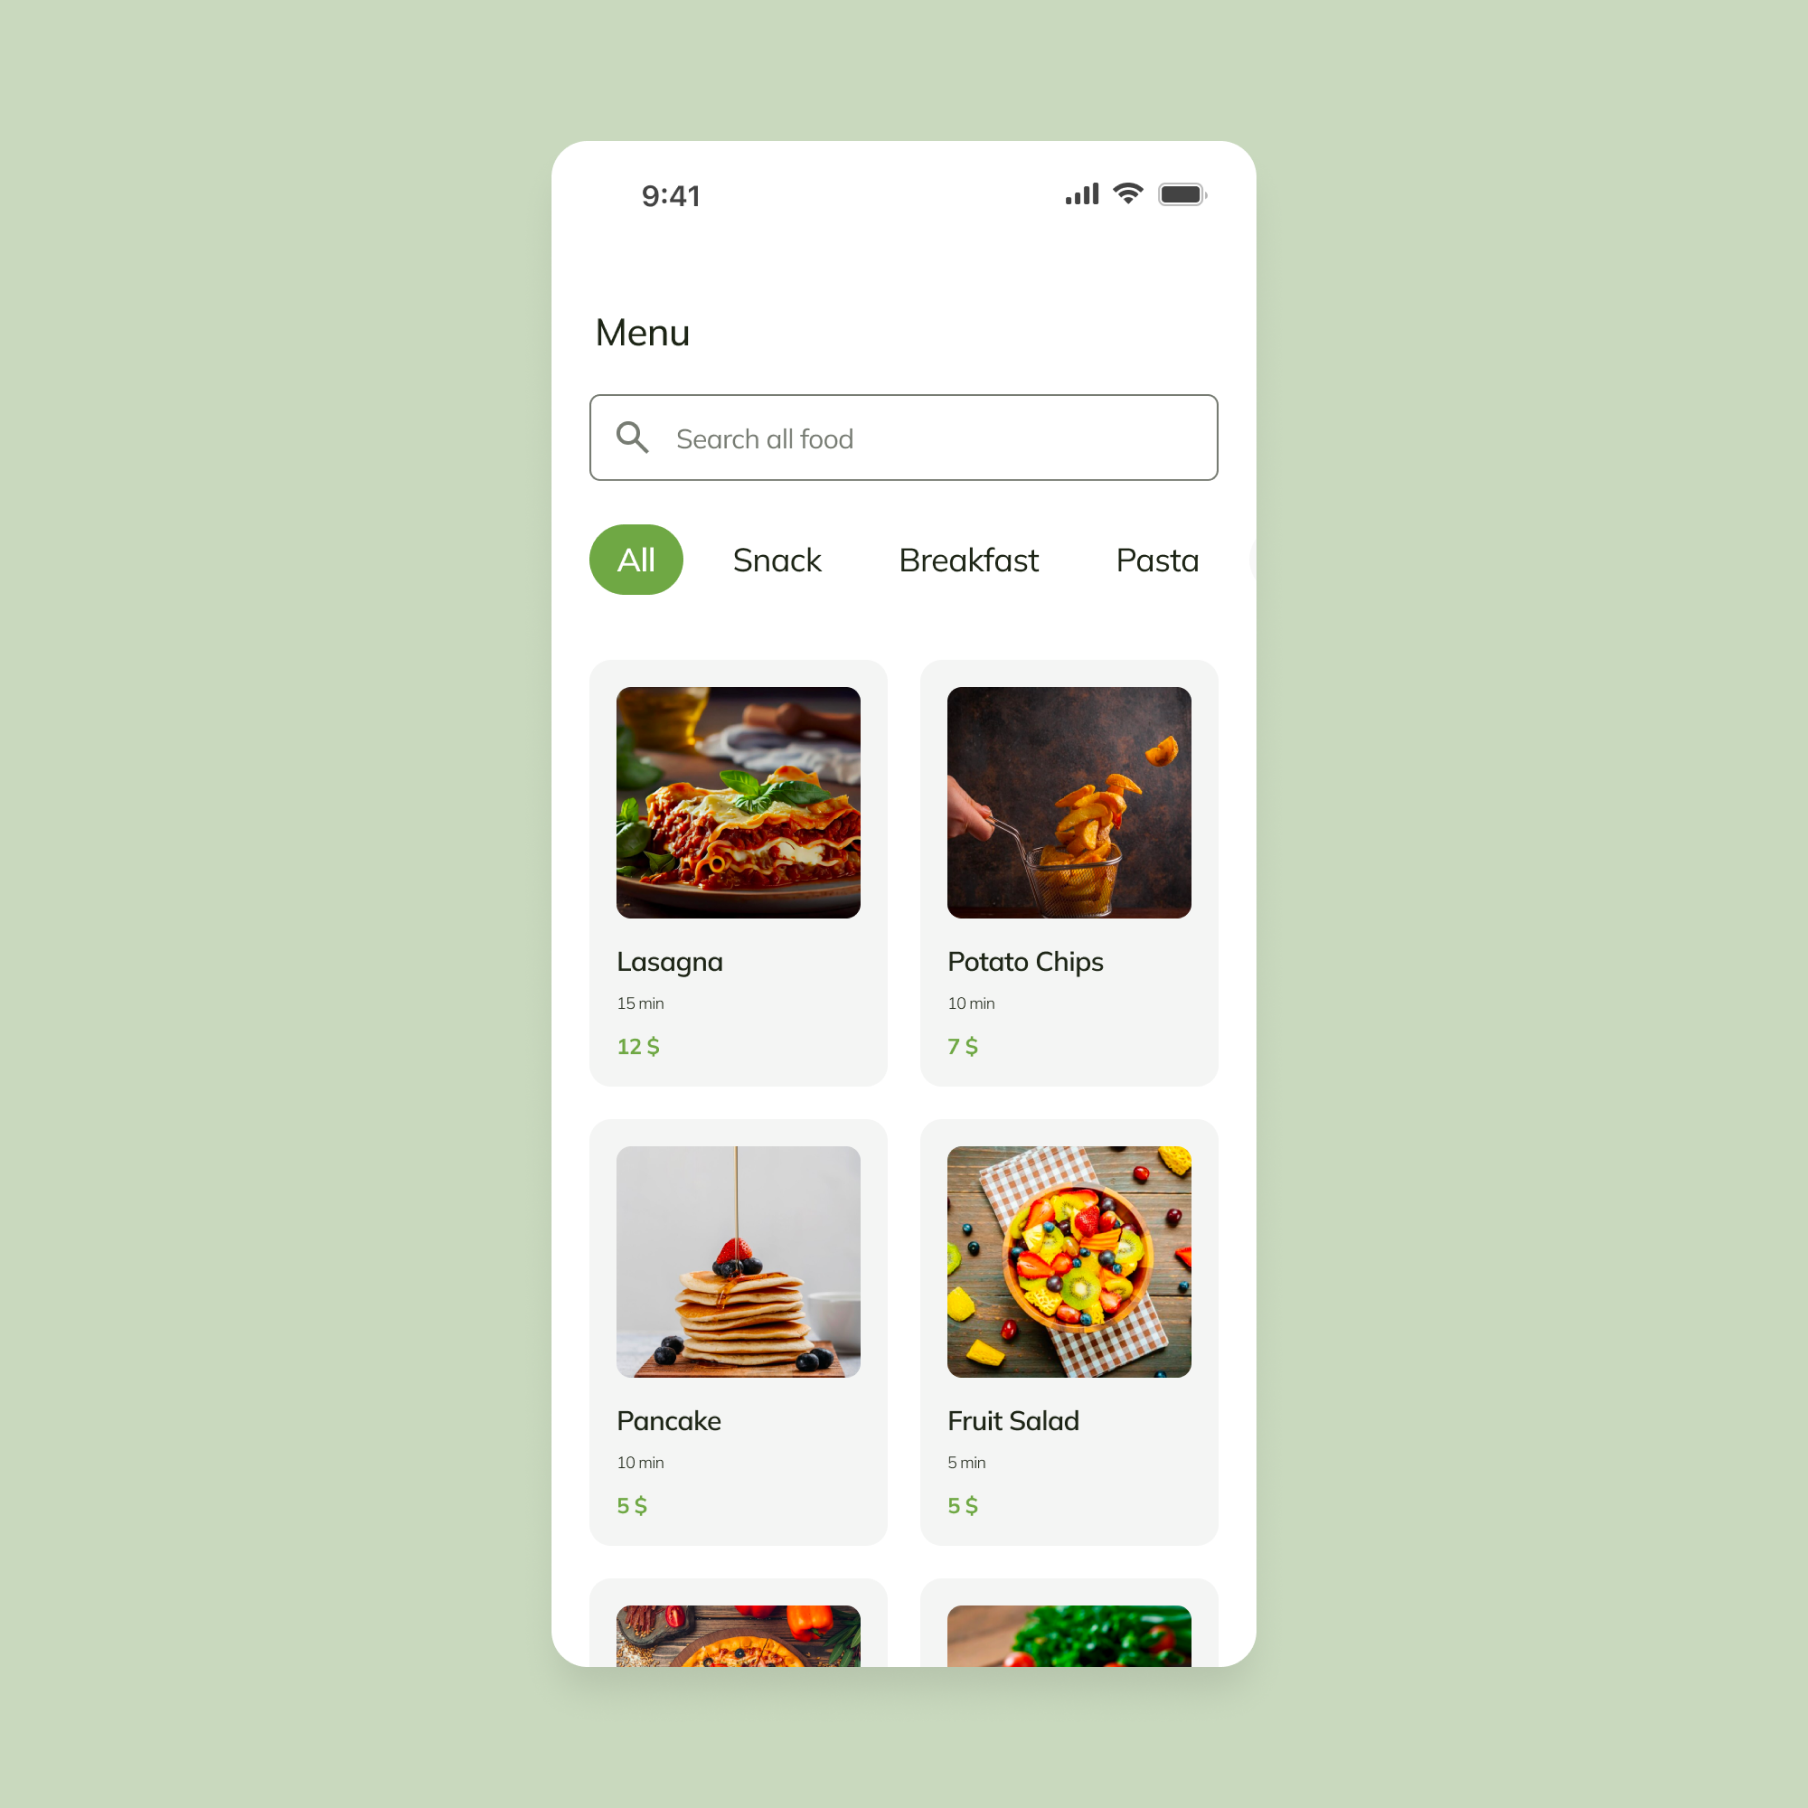 9:41
Menu
Search all food
All Snack Breakfast Pasta
Lasagna
15 min
12 $
Potato Chips
10 min
7 $
Pancake
10 min
5 $
Fruit Salad
5 min
5 $